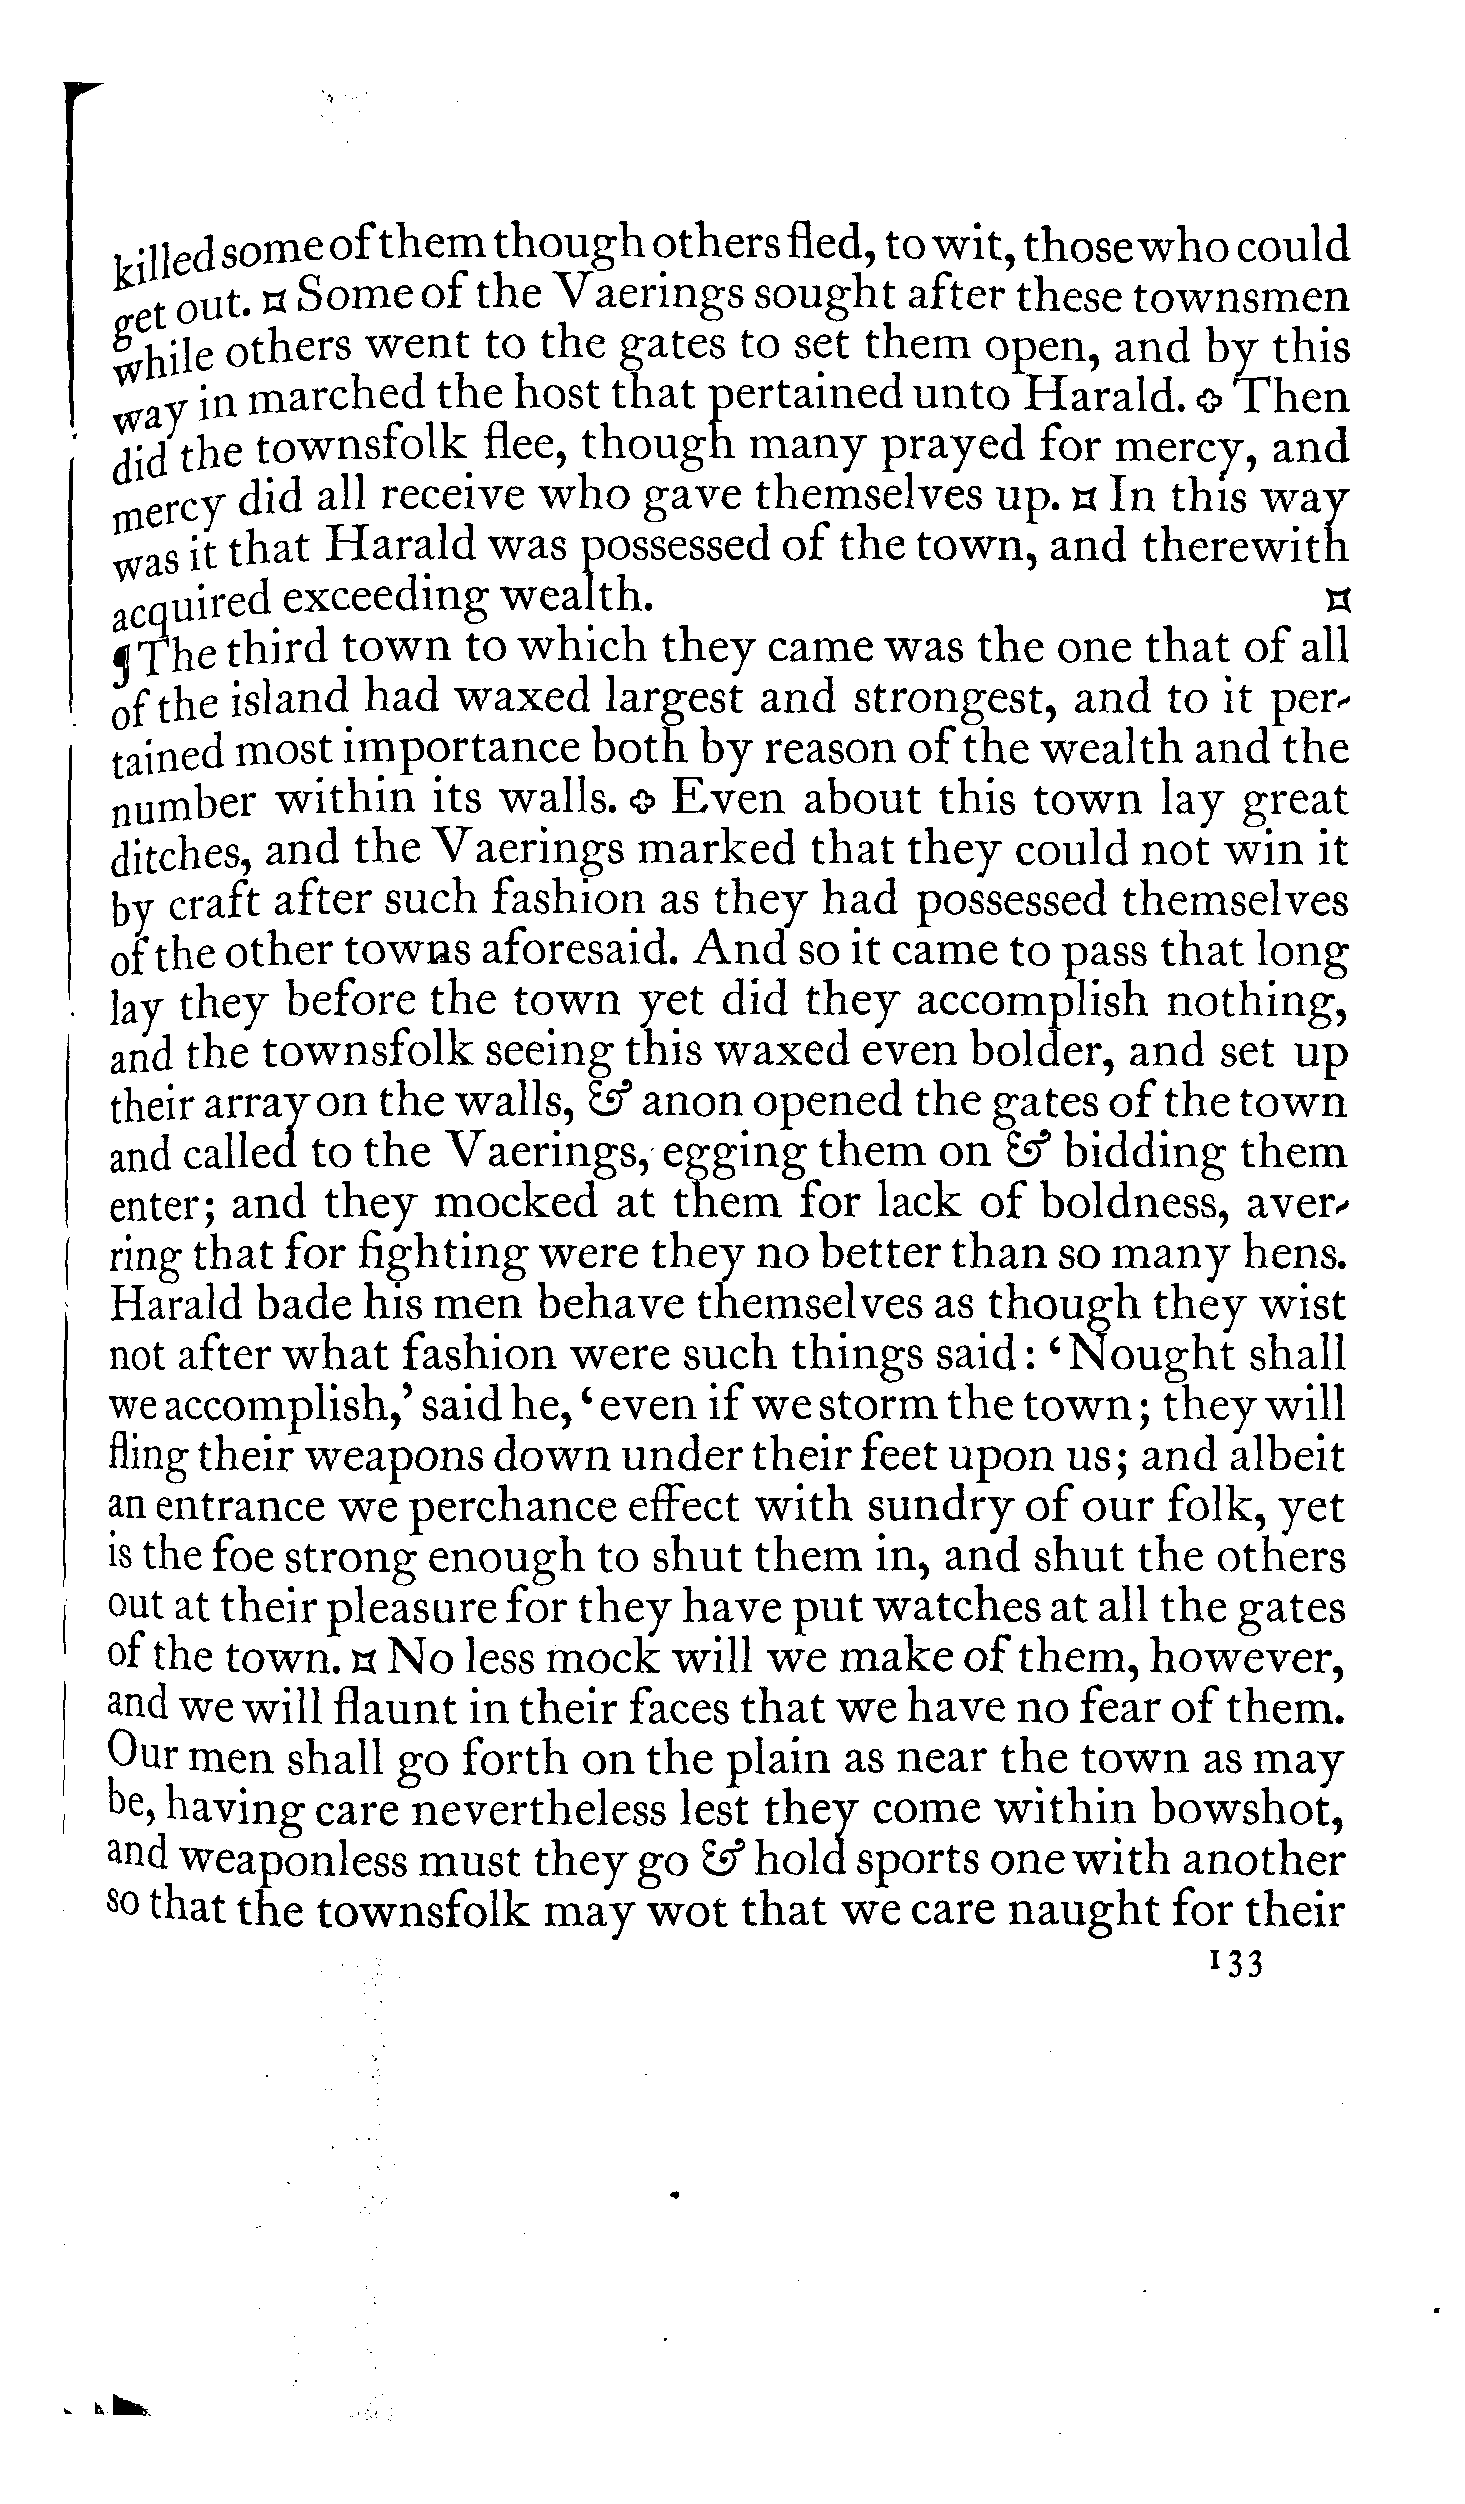 killed some of them though others fled, to wit, those who could
get out. ¤ Some of the Vaerings sought after these townsmen
while others went to the gates to set them open, and by this
way in marched the host that pertained unto Harald. ✣ Then
did the townsfolk flee, though many prayed for mercy, and
mercy did all receive who gave themselves up. ¤ In this way
was it that Harald was possessed of the town, and therewith
acquired exceeding wealth. ¤
¶ The third town to which they came was the one that of all
of the island had waxed largest and strongest, and to it per-
tained most importance both by reason of the wealth and the
number within its walls. ✣ Even about this town lay great
ditches, and the Vaerings marked that they could not win it
by craft after such fashion as they had possessed themselves
of the other towns aforesaid. And so it came to pass that long
lay they before the town yet did they accomplish nothing,
and the townsfolk seeing this waxed even bolder, and set up
their array on the walls, & anon opened the gates of the town
and called to the Vaerings, egging them on & bidding them
enter; and they mocked at them for lack of boldness, aver-
ring that for fighting were they no better than so many hens.
Harald bade his men behave themselves as though they wist
not after what fashion were such things said: ‘Nought shall
we accomplish,’ said he, ‘even if we storm the town; they will
fling their weapons down under their feet upon us; and albeit
an entrance we perchance effect with sundry of our folk, yet
is the foe strong enough to shut them in, and shut the others
out at their pleasure for they have put watches at all the gates
of the town. ¤ No less mock will we make of them, however,
and we will flaunt in their faces that we have no fear of them.
Our men shall go forth on the plain as near the town as may
be, having care nevertheless lest they come within bowshot,
and weaponless must they go & hold sports one with another
so that the townsfolk may wot that we care naught for their
133